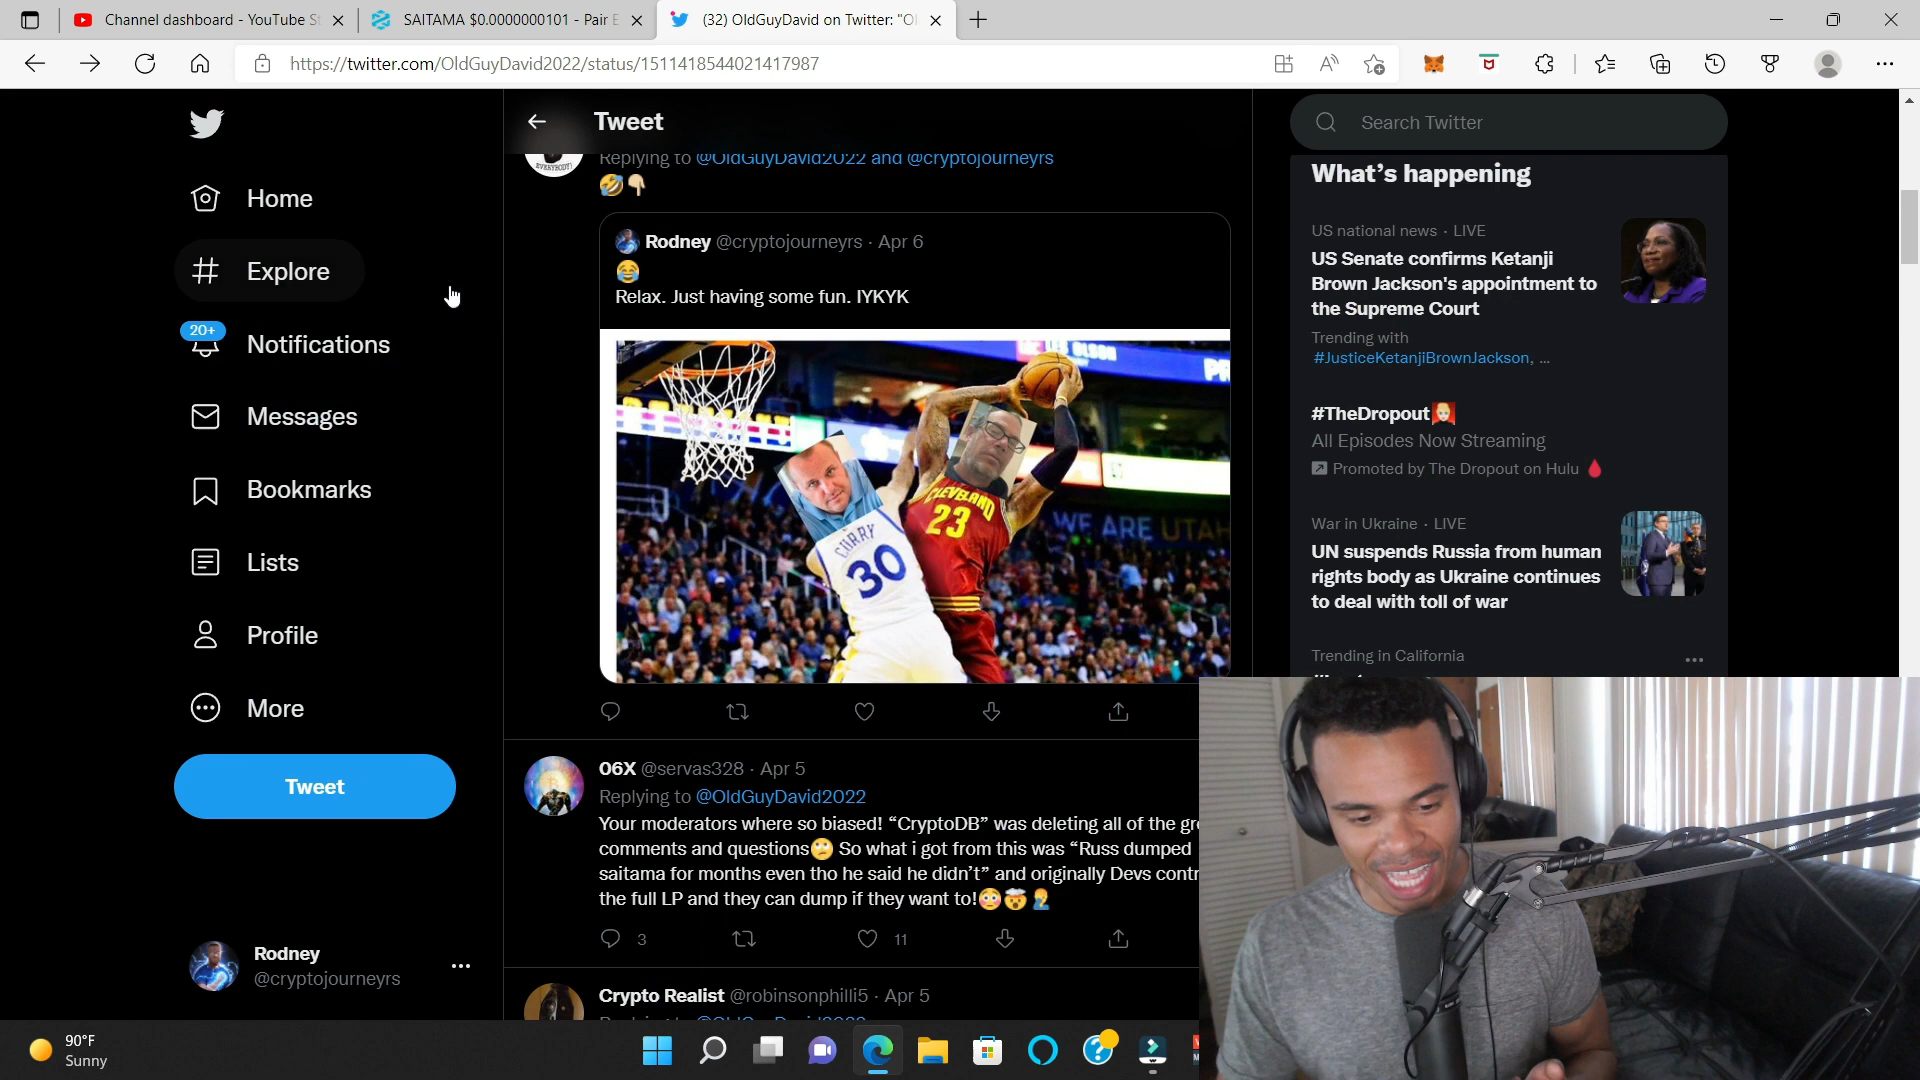 Channel dashboard - YouTube S
SAITAMA $0.0000000101 - Pair E
(32) OldGuyDavid on Twitter: "Ol
https://twitter.com/OldGuyDavid2022/status/1511418544021417987
Home
Explore
20+
Notifications
Messages
Bookmarks
Lists
Profile
More
Tweet
Rodney
@cryptojourneyrs
Tweet
EVERYBODY!
Replying to @OldGuyDavid2022 and @cryptojourneyrs
🤣👇🏼
Rodney @cryptojourneyrs · Apr 6
😂
Relax. Just having some fun. IYKYK
WE ARE UTAH
CURRY
30
CLEVELAND
23
06X @servas328 · Apr 5
Replying to @OldGuyDavid2022
Your moderators where so biased! “CryptoDB” was deleting all of the gr
comments and questions🙄 So what i got from this was “Russ dumped
saitama for months even tho he said he didn’t” and originally Devs contr
the full LP and they can dump if they want to!😳🤯🤦‍♂️
3
11
Crypto Realist @robinsonphilli5 · Apr 5
Search Twitter
What’s happening
US national news · LIVE
US Senate confirms Ketanji
Brown Jackson's appointment to
the Supreme Court
Trending with
#JusticeKetanjiBrownJackson, ...
#TheDropout
All Episodes Now Streaming
Promoted by The Dropout on Hulu 🩸
War in Ukraine · LIVE
UN suspends Russia from human
rights body as Ukraine continues
to deal with toll of war
Trending in California
90°F
Sunny